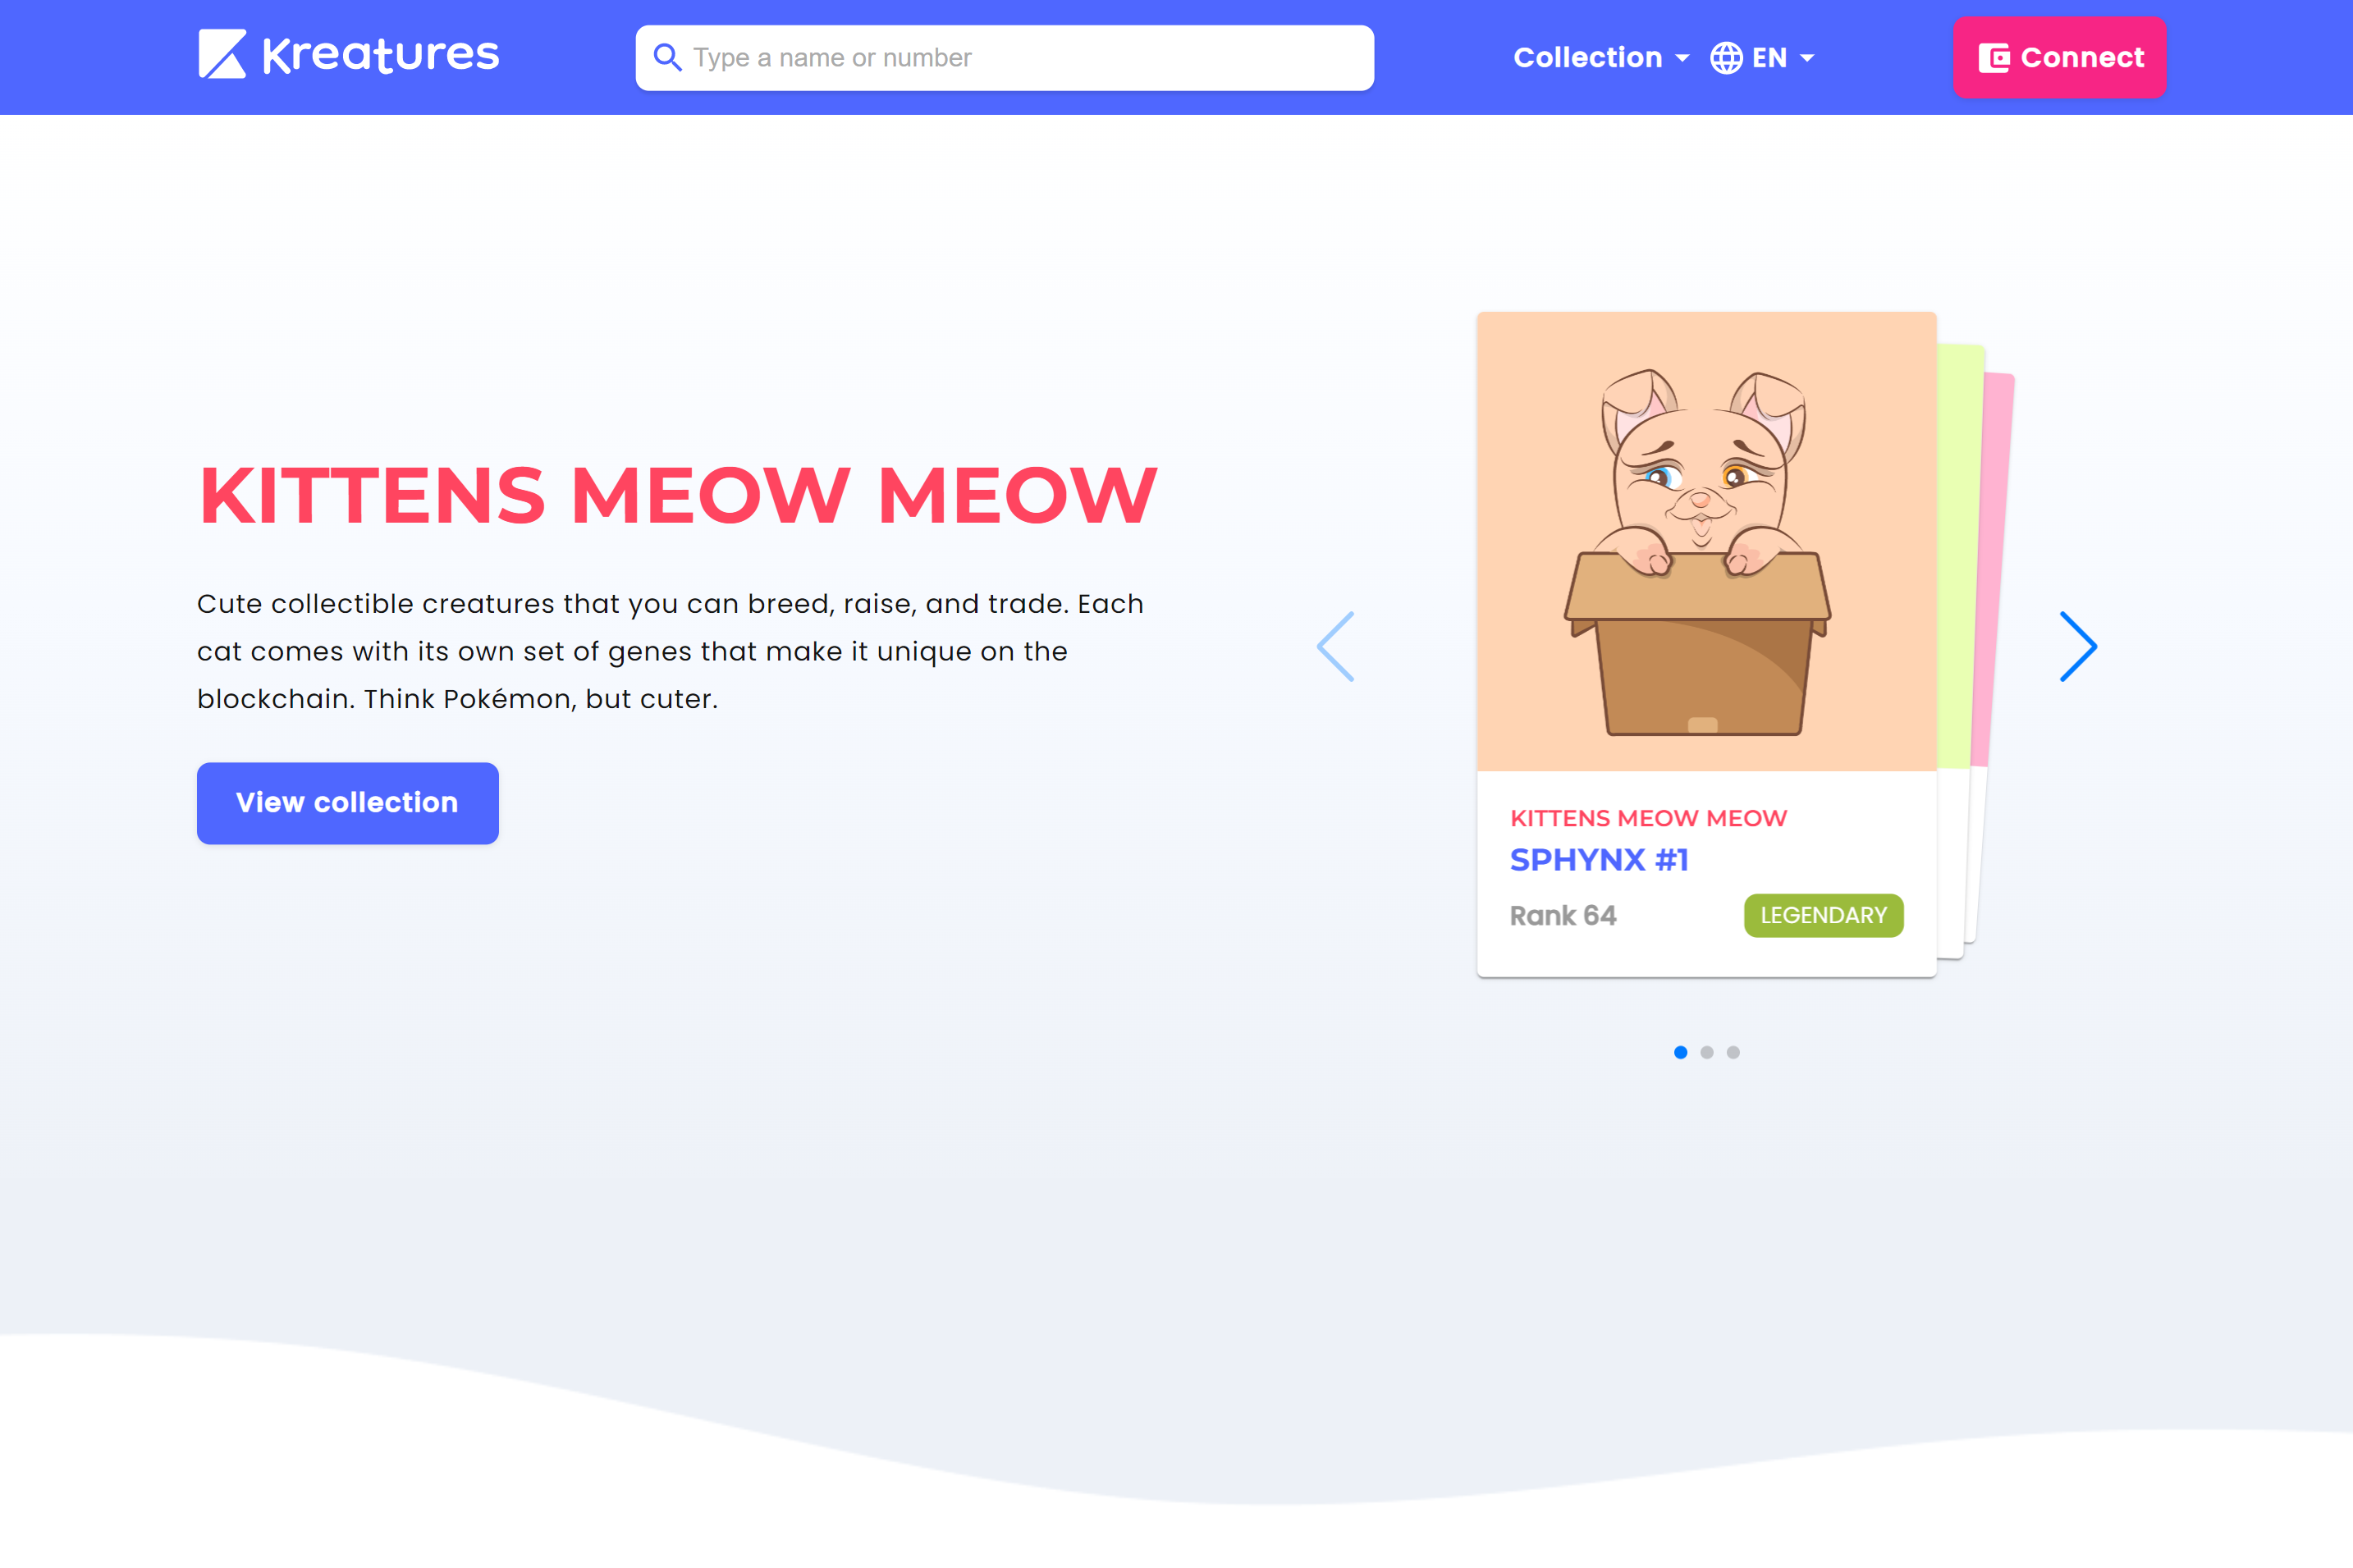 Kreatures
Type a name or number
Collection
EN
Connect
KITTENS MEOW MEOW
Cute collectible creatures that you can breed, raise, and trade. Each
cat comes with its own set of genes that make it unique on the
blockchain. Think Pokémon, but cuter.
View collection
KITTENS MEOW MEOW
SPHYNX #1
Rank 64
LEGENDARY